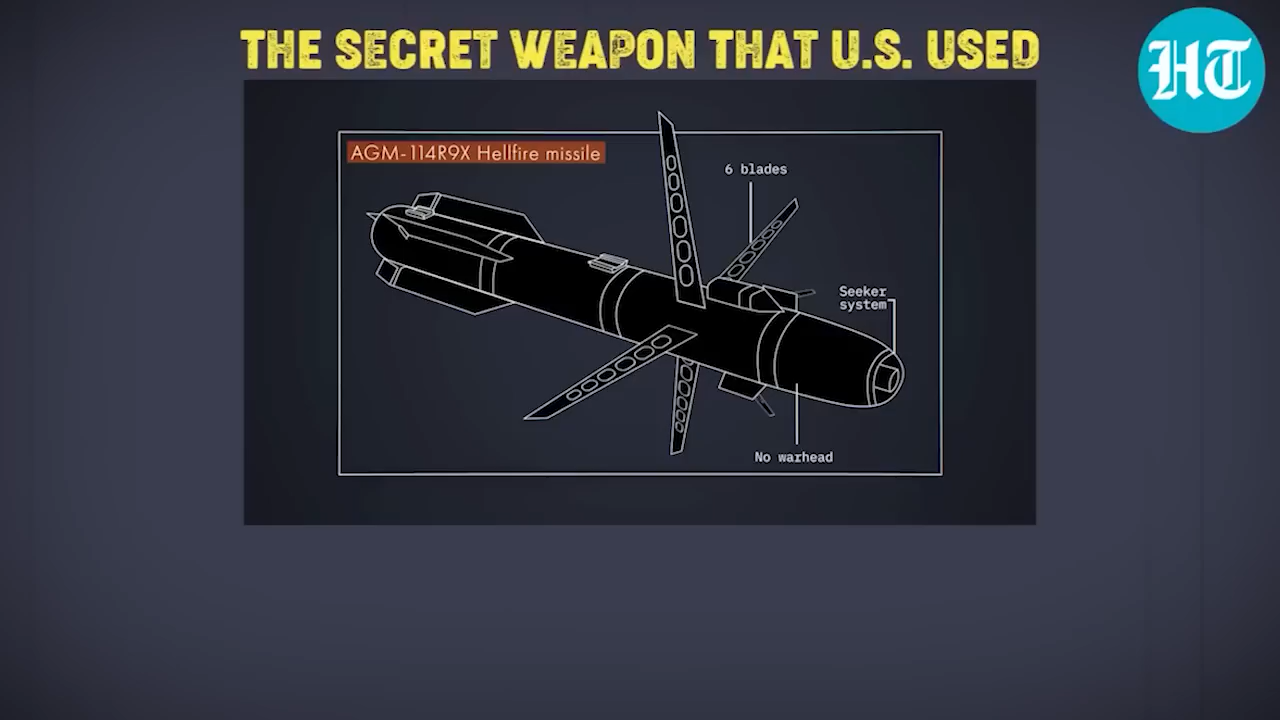 THE SECRET WEAPON THAT U.S. USED
HT
AGM-114R9X Hellfire missile
6 blades
Seeker
system
No warhead